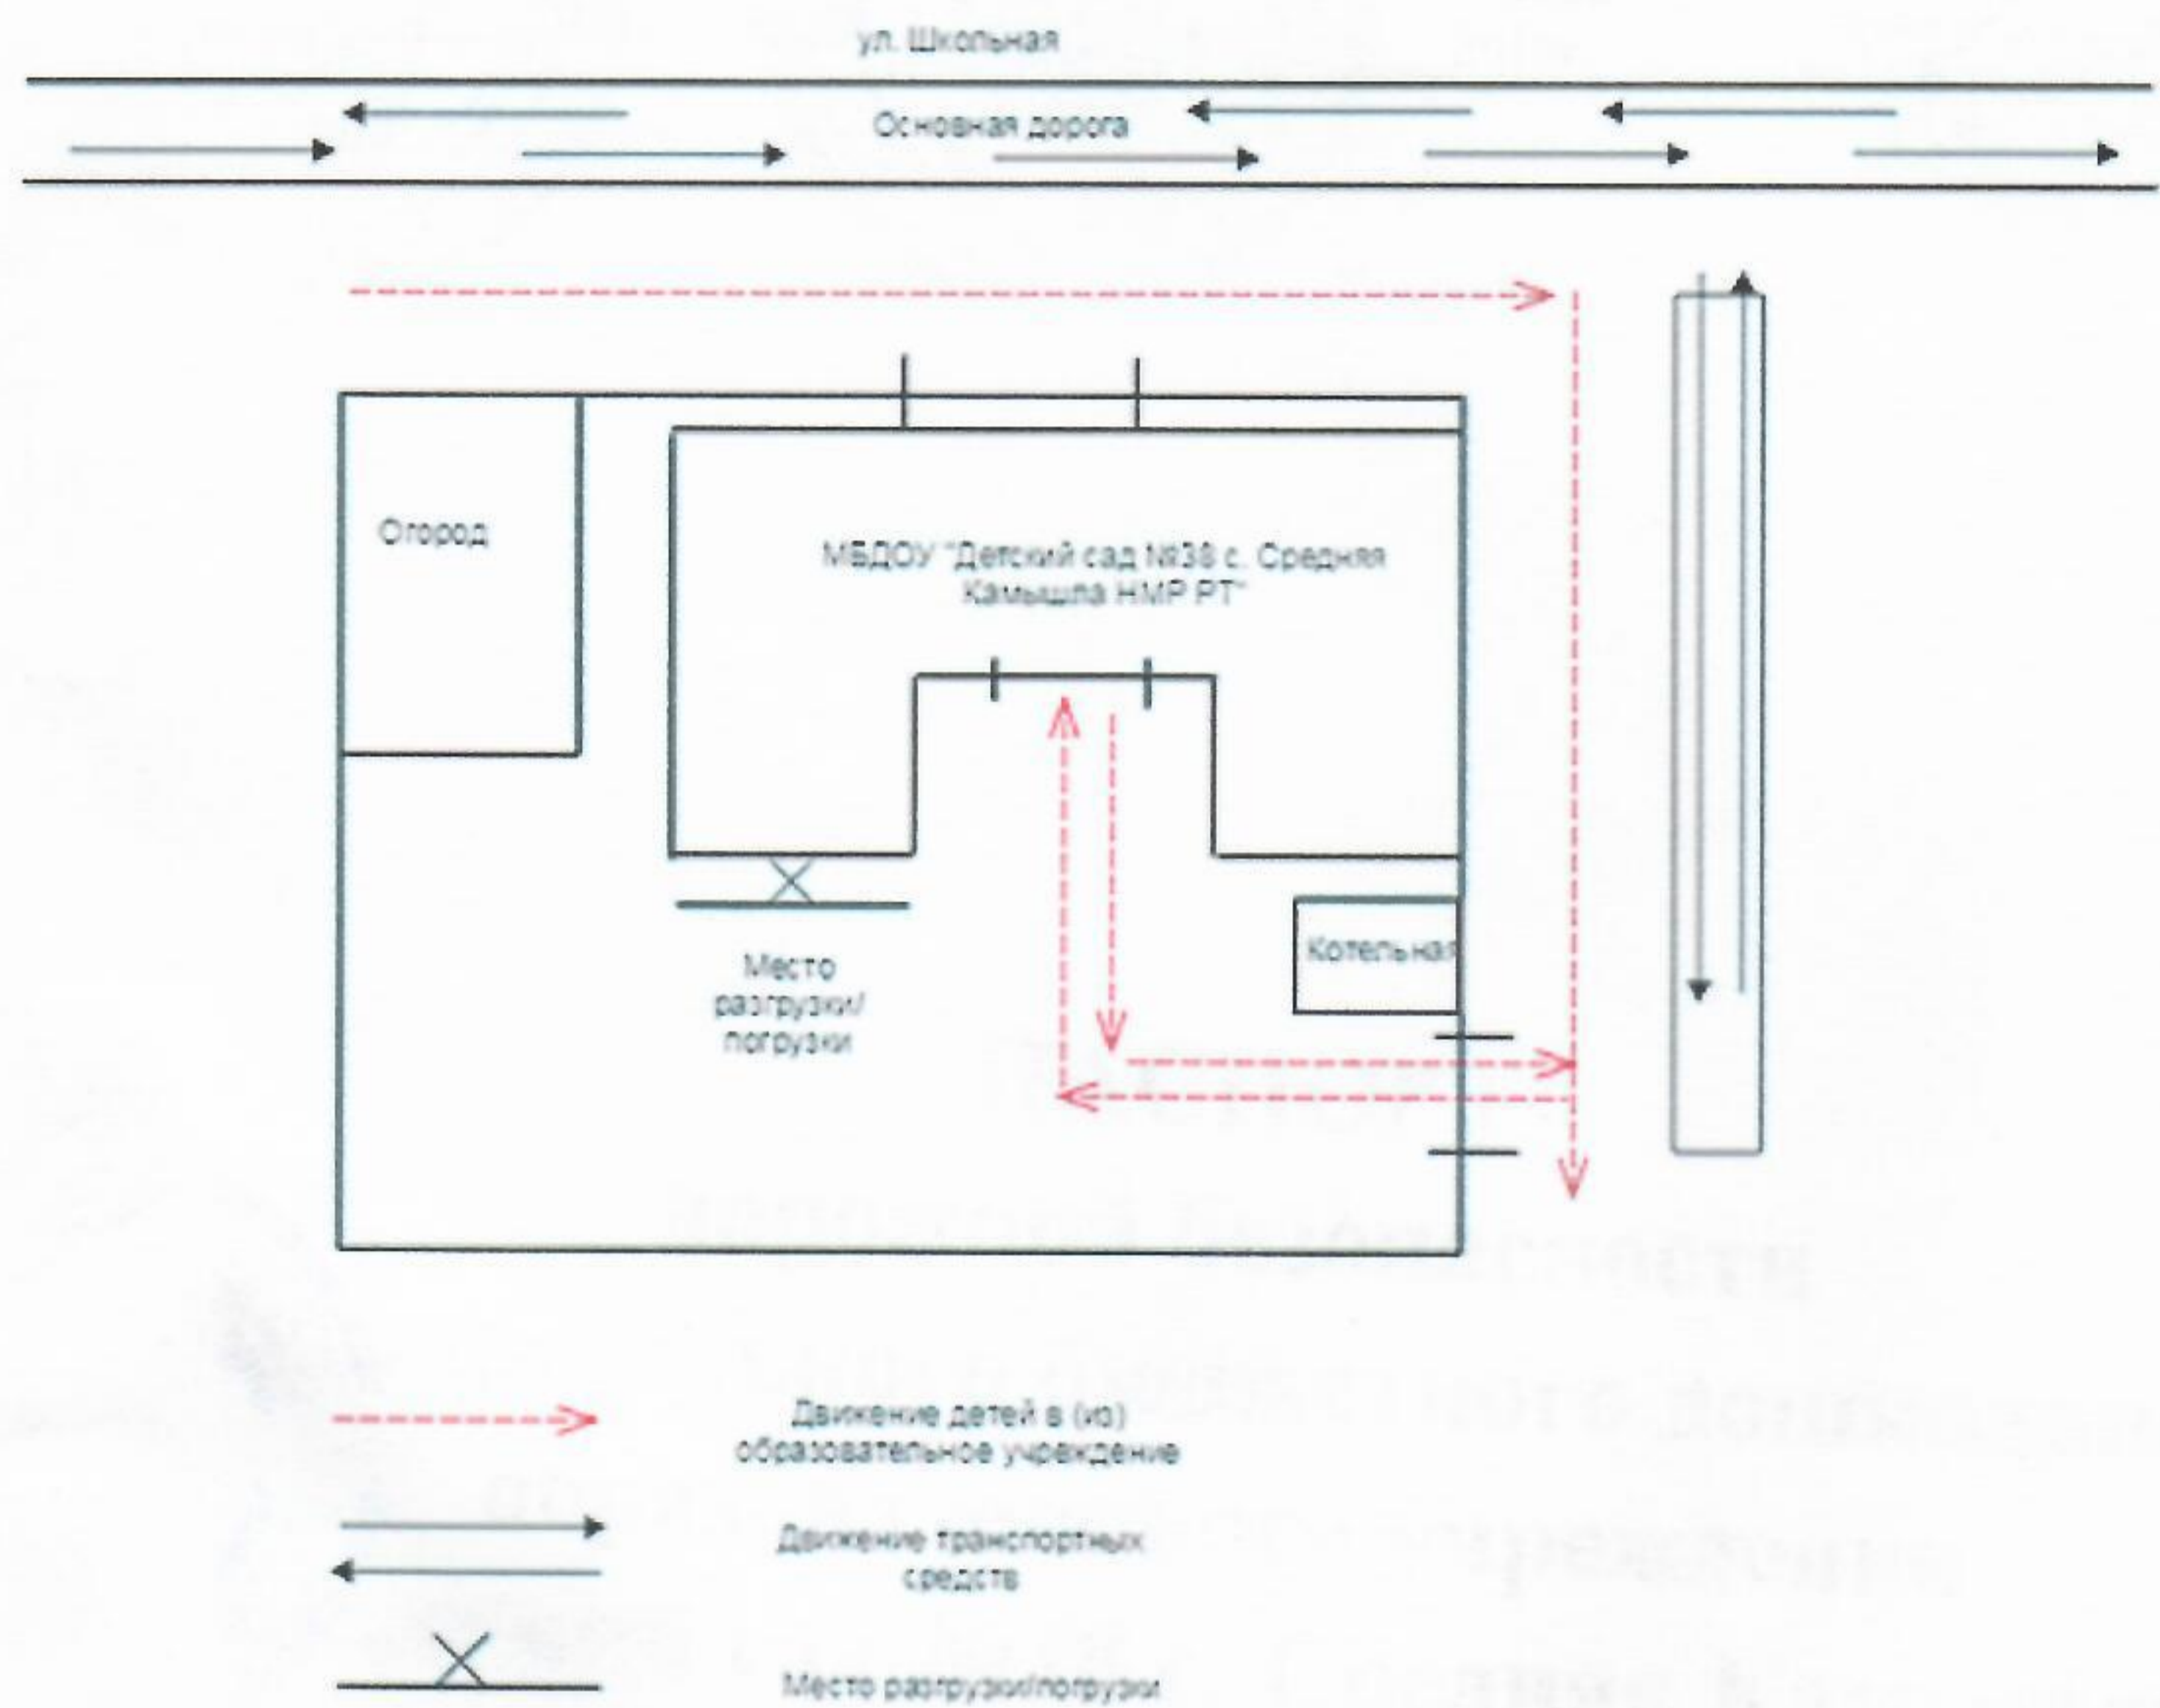 ул. Школьная
Основная дорога
Огород
МБДОУ "Детский сад №38 с. Средняя
Камышла НМР РТ"
Котельная
Место
разгрузки/
погрузки
Движение детей в (из)
образовательное учреждение
Движение транспортных
средств
Место разгрузки/погрузки